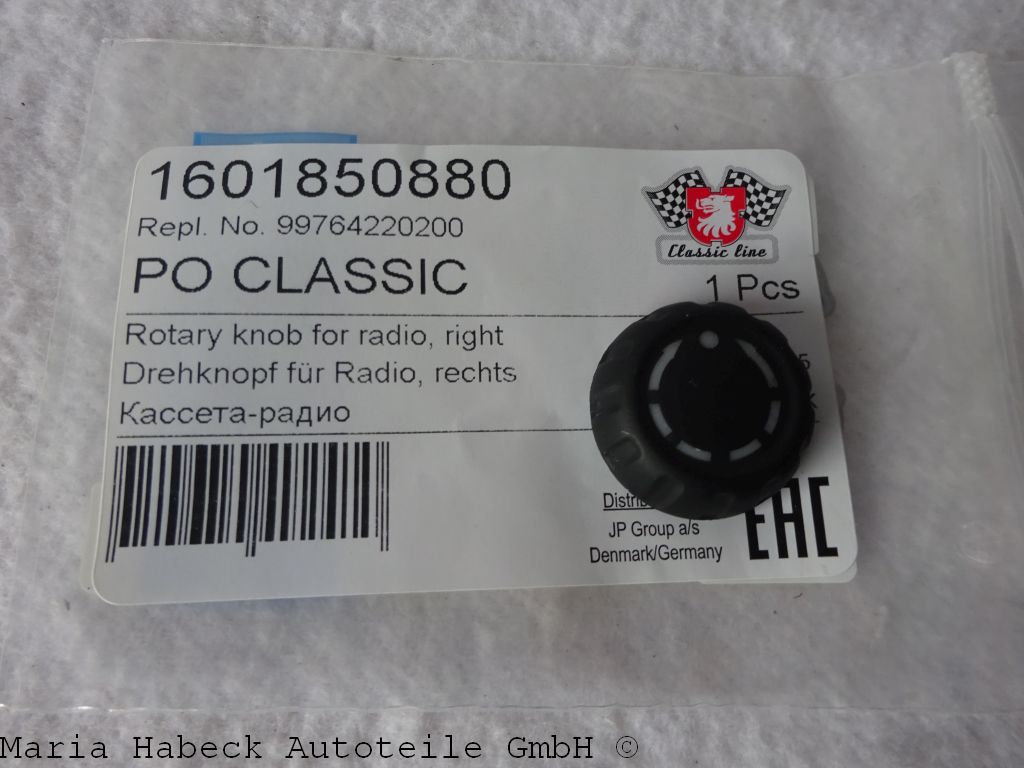 1601850880
Repl. No. 99764220200
Classic line
PO CLASSIC
1 Pcs
Rotary knob for radio, right
Drehknopf für Radio, rechts
Кассета-радио
5
JP Group a/s
Denmark/Germany
EAC
Maria Habeck Autoteile GmbH ©